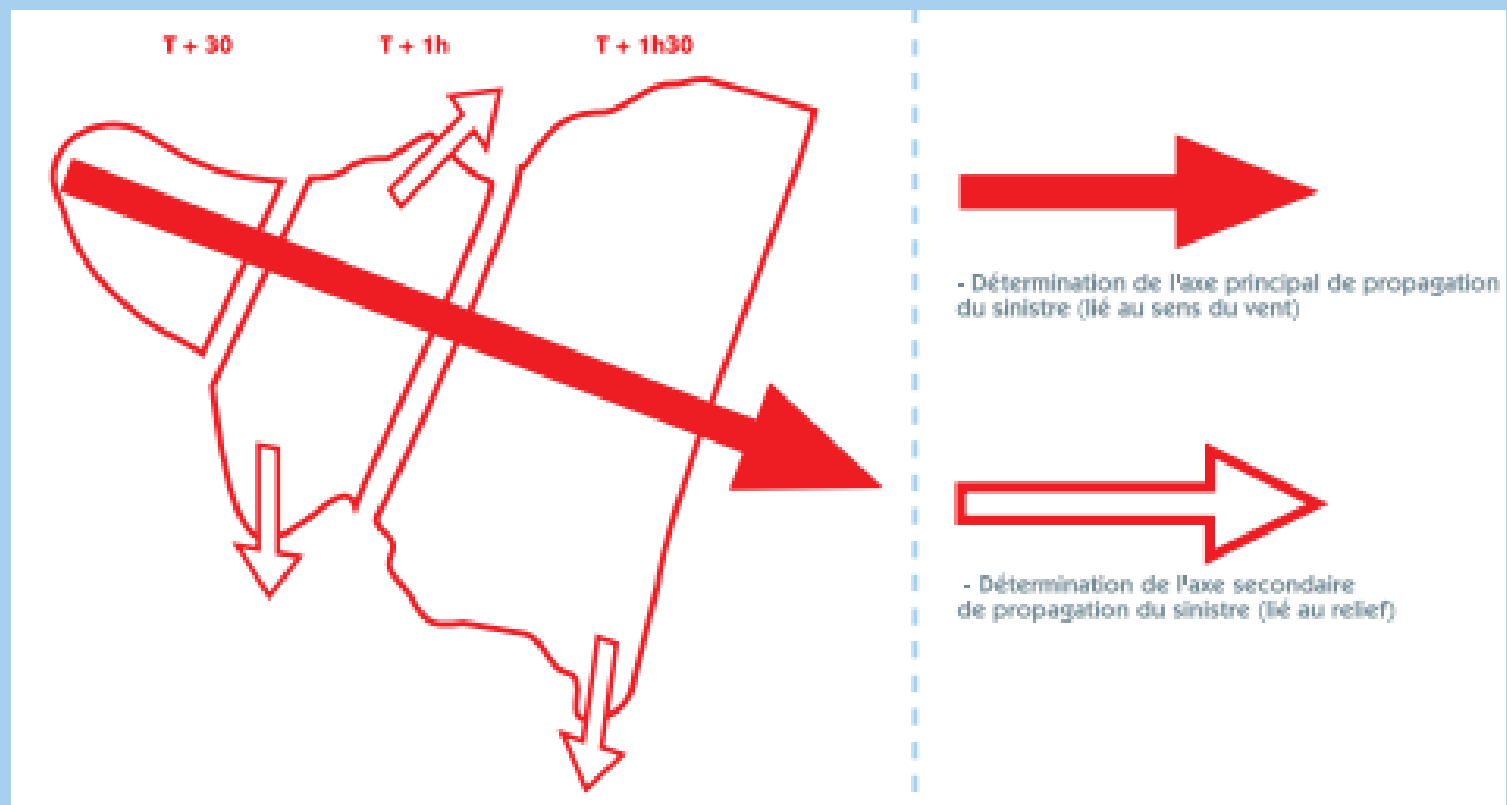 T + 30 T + 1h T + 1h30
- Détermination de l'axe principal de propagation
du sinistre (lié au sens du vent)
- Détermination de l'axe secondaire
de propagation du sinistre (lié au relief)